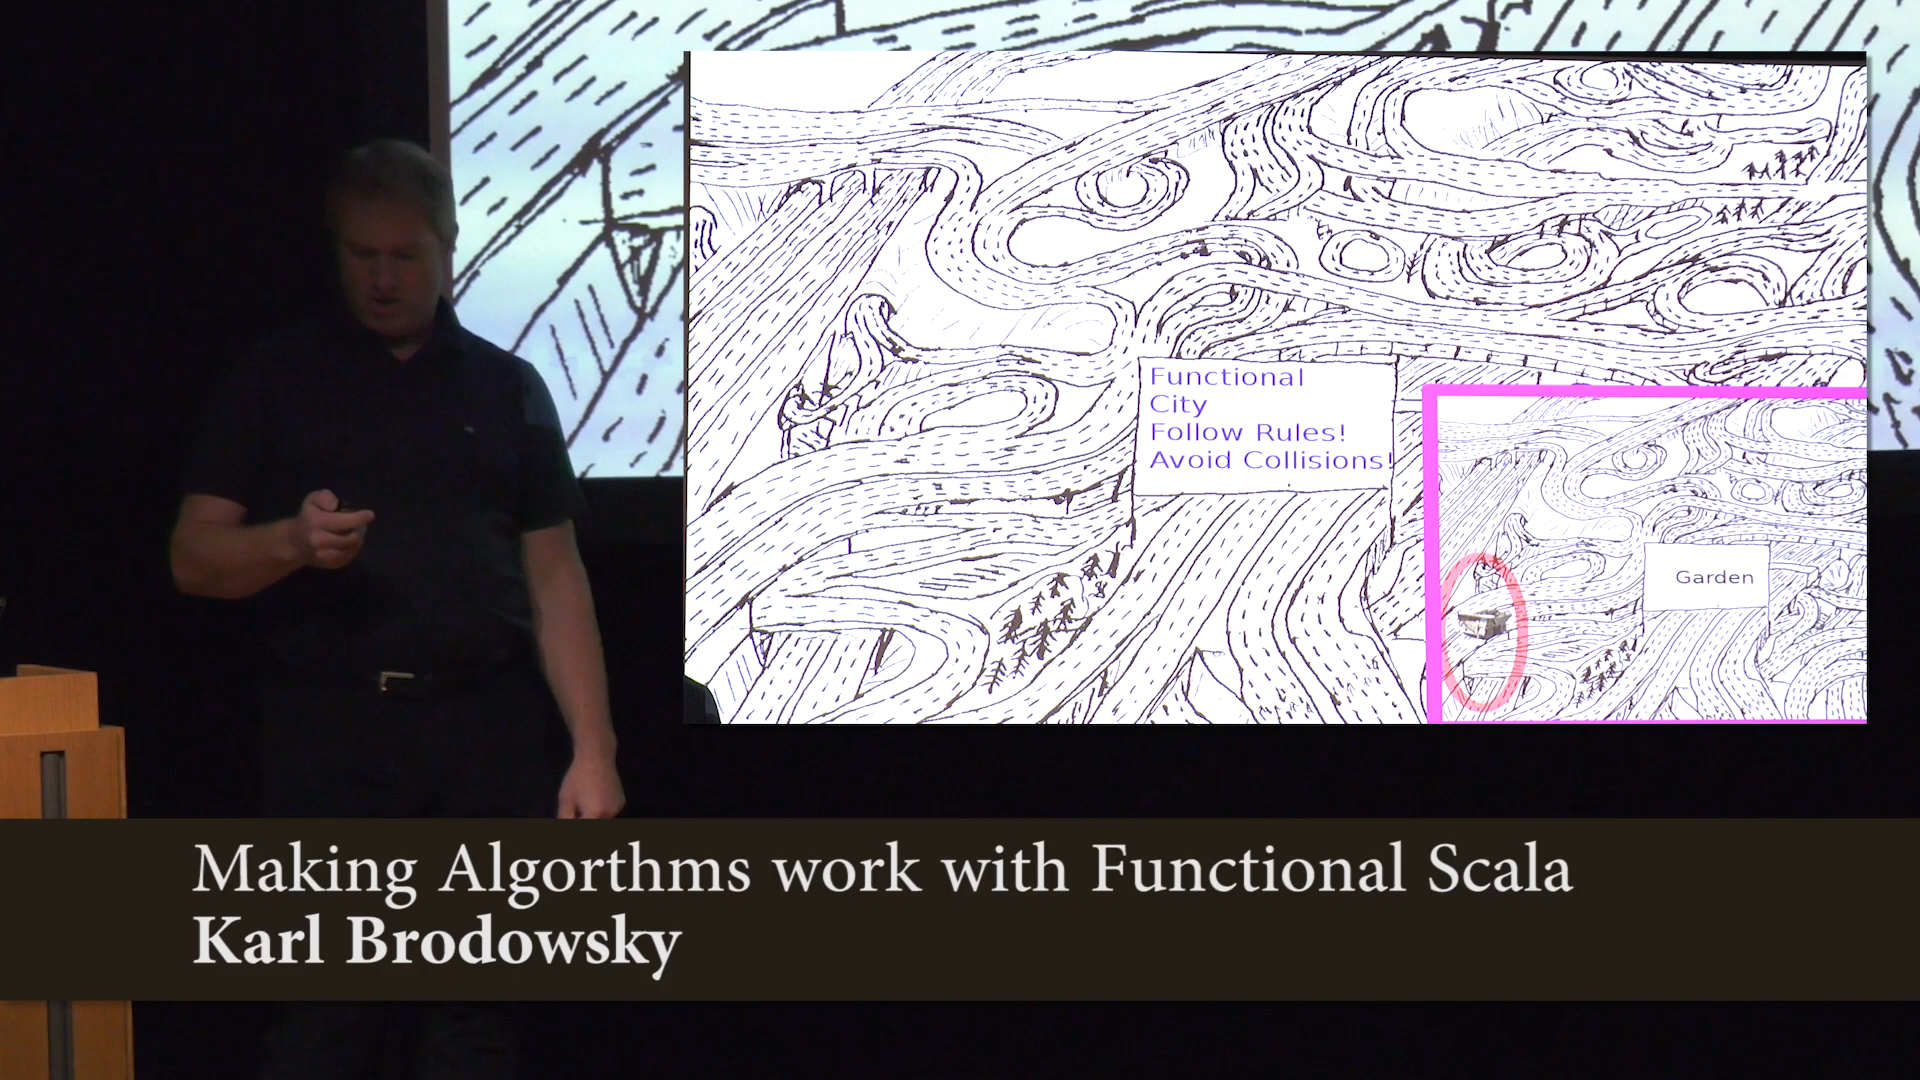 Functional
City
Follow Rules!
Avoid Collisions!
Garden
Making Algorthms work with Functional Scala
Karl Brodowsky